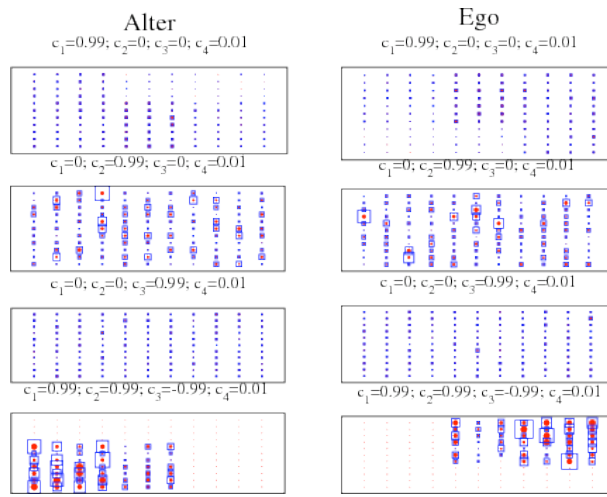 Alter Ego
c1=0.99; c2=0; c3=0; c4=0.01 c1=0.99; c2=0; c3=0; c4=0.01
c1=0; c2=0.99; c3=0; c4=0.01 c1=0; c2=0.99; c3=0; c4=0.01
c1=0; c2=0; c3=0.99; c4=0.01 c1=0; c2=0; c3=0.99; c4=0.01
c1=0.99; c2=0.99; c3=-0.99; c4=0.01 c1=0.99; c2=0.99; c3=-0.99; c4=0.01